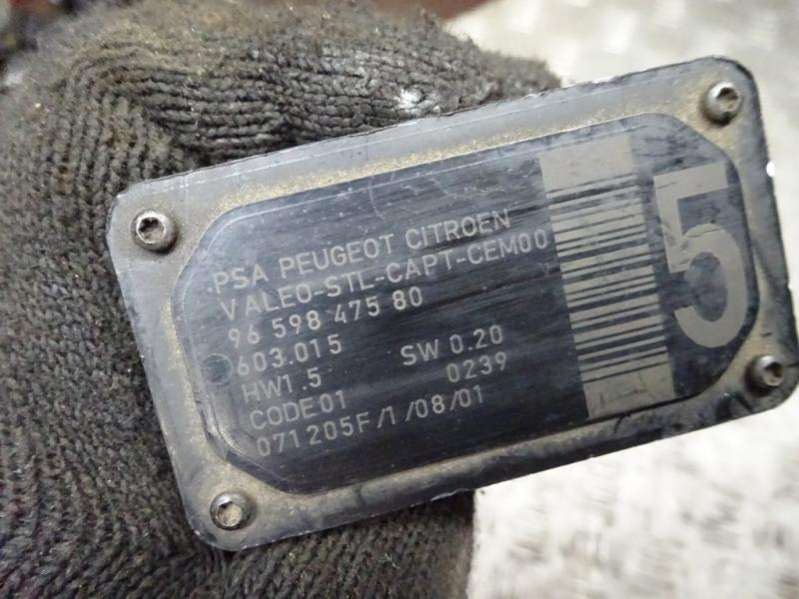 PSA PEUGEOT CITROEN
VALEO-STL-CAPT-CEM00
96 598 475 80
603.015 SW 0.20
HW1.5 0239
CODE01
071205F/1/08/01
5